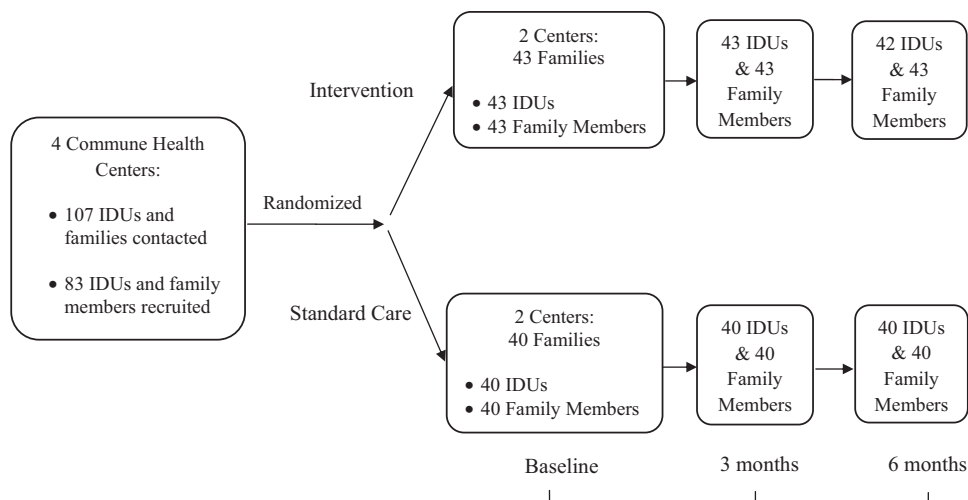 4 Commune Health
Centers:
• 107 IDUs and
families contacted
• 83 IDUs and family
members recruited
Randomized
Intervention
2 Centers:
43 Families
• 43 IDUs
• 43 Family Members
43 IDUs
& 43
Family
Members
42 IDUs
& 43
Family
Members
Standard Care
2 Centers:
40 Families
• 40 IDUs
• 40 Family Members
40 IDUs
& 40
Family
Members
40 IDUs
& 40
Family
Members
Baseline
3 months
6 months